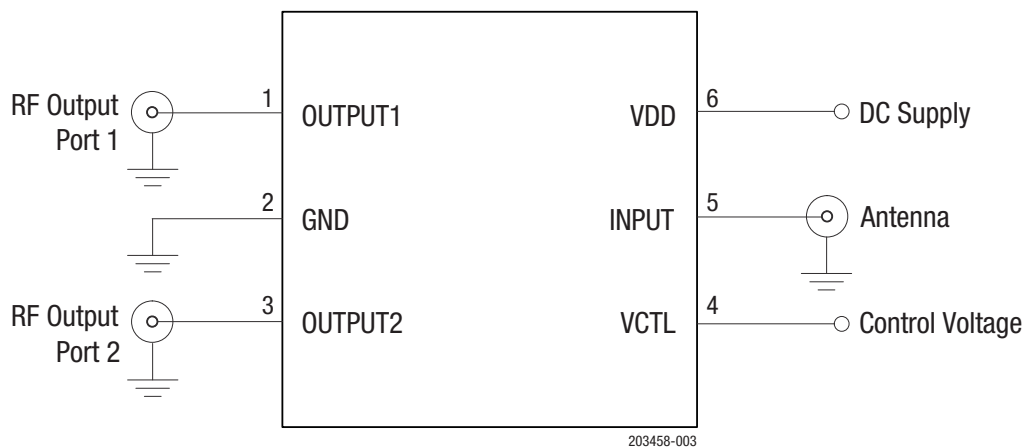 RF Output
Port 1
1
OUTPUT1
VDD
6
DC Supply
2
GND
INPUT
5
Antenna
RF Output
Port 2
3
OUTPUT2
VCTL
4
Control Voltage
203458-003